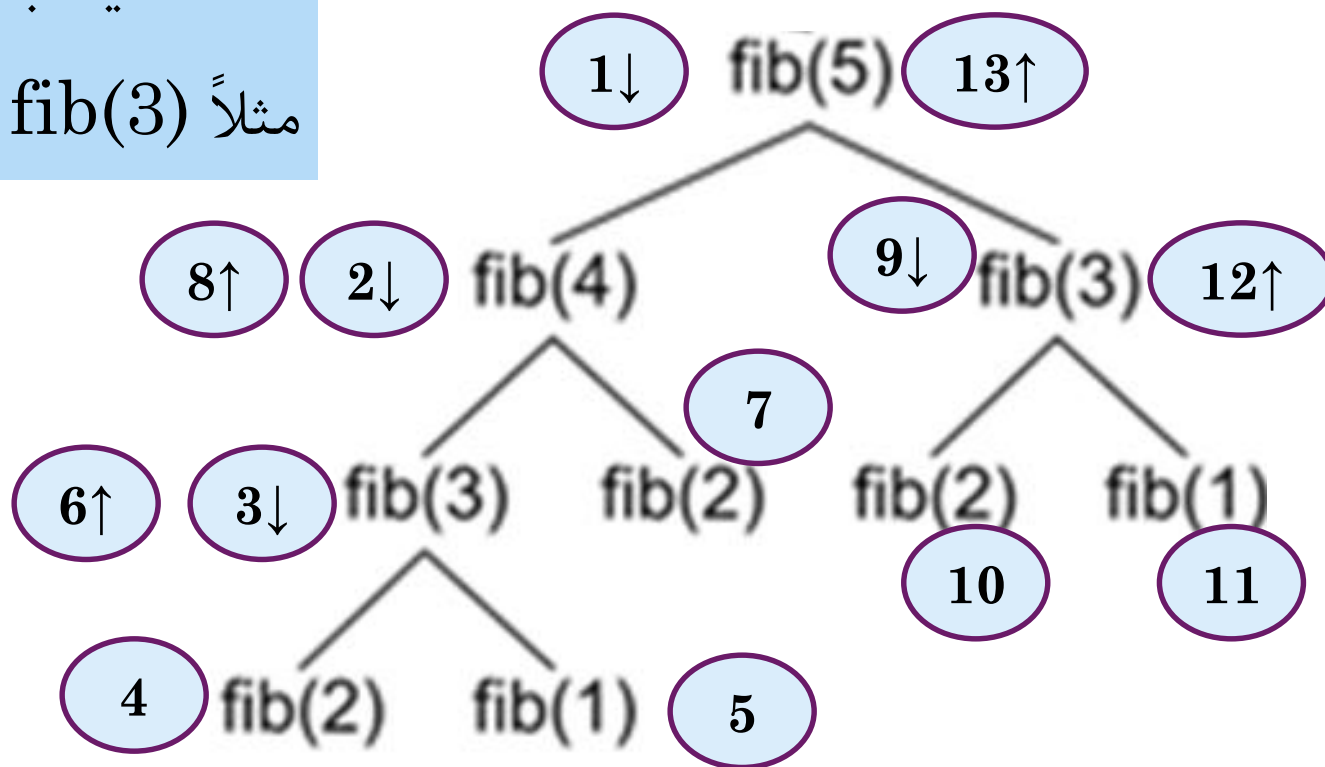 1↓ fib(5) 13↑
مثلاً fib(3)
8↑ 2↓ fib(4) 9↓ fib(3) 12↑
7
6↑ 3↓ fib(3) fib(2) fib(2) fib(1)
10 11
4 fib(2) fib(1) 5